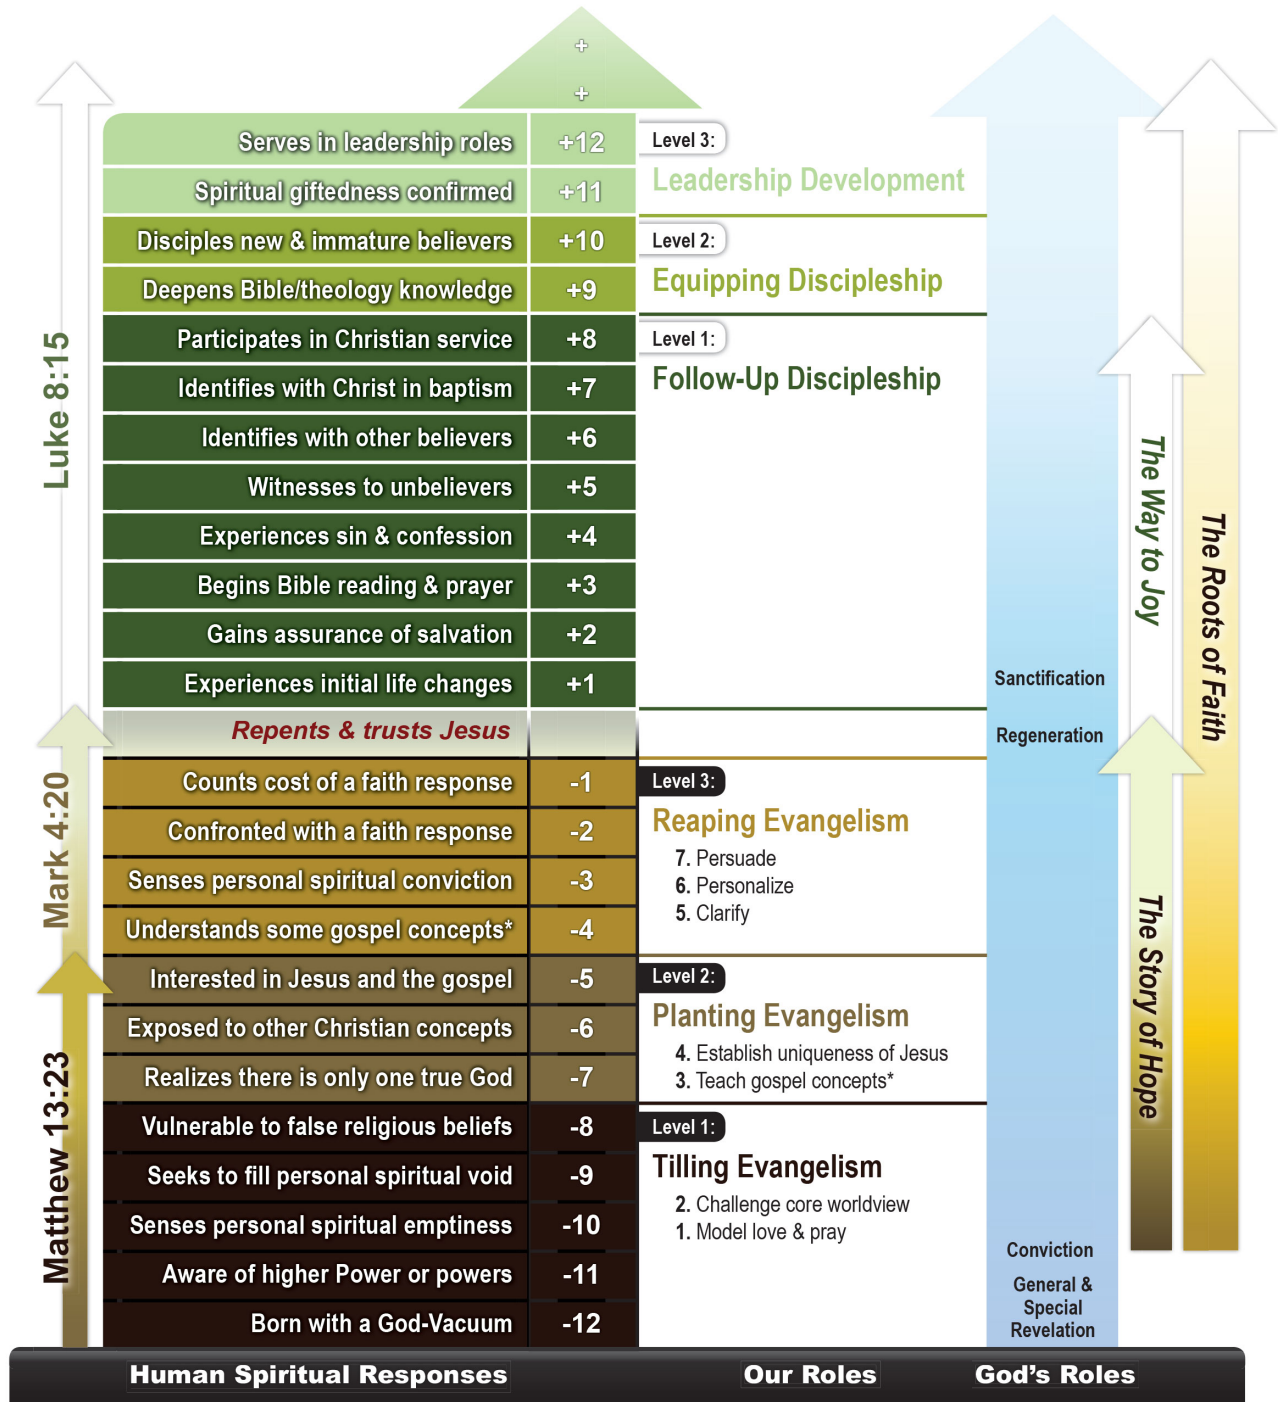 +
+
Serves in leadership roles +12
Spiritual giftedness confirmed +11
Disciples new & immature believers +10
Deepens Bible/theology knowledge +9
Participates in Christian service +8
Identifies with Christ in baptism +7
Identifies with other believers +6
Witnesses to unbelievers +5
Experiences sin & confession +4
Begins Bible reading & prayer +3
Gains assurance of salvation +2
Experiences initial life changes +1
Repents & trusts Jesus
Counts cost of a faith response -1
Confronted with a faith response -2
Senses personal spiritual conviction -3
Understands some gospel concepts* -4
Interested in Jesus and the gospel -5
Exposed to other Christian concepts -6
Realizes there is only one true God -7
Vulnerable to false religious beliefs -8
Seeks to fill personal spiritual void -9
Senses personal spiritual emptiness -10
Aware of higher Power or powers -11
Born with a God-Vacuum -12
Luke 8:15
Mark 4:20
Matthew 13:23
Level 3:
Leadership Development
Level 2:
Equipping Discipleship
Level 1:
Follow-Up Discipleship
Level 3:
Reaping Evangelism
7. Persuade
6. Personalize
5. Clarify
Level 2:
Planting Evangelism
4. Establish uniqueness of Jesus
3. Teach gospel concepts*
Level 1:
Tilling Evangelism
2. Challenge core worldview
1. Model love & pray
Sanctification
Regeneration
Conviction
General &
Special
Revelation
The Way to Joy
The Story of Hope
The Roots of Faith
Human Spiritual Responses
Our Roles
God's Roles